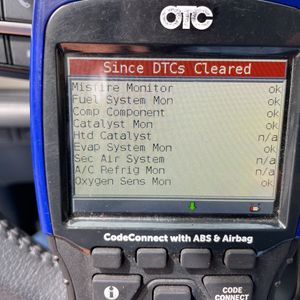 OTC
Since DTCs Cleared
Misfire Monitor ok
Fuel System Mon ok
Comp Component ok
Catalyst Mon ok
Htd Catalyst n/a
Evap System Mon ok
Sec Air System n/a
A/C Refrig Mon n/a
Oxygen Sens Mon ok
CodeConnect with ABS & Airbag
i
CODE
CONNECT